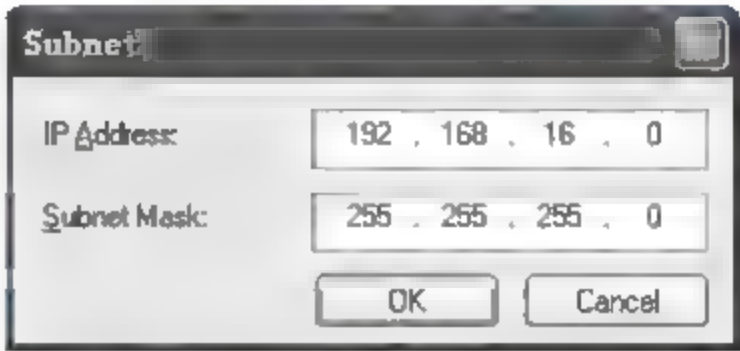 Subnet
IP Address: 192 . 168 . 16 . 0
Subnet Mask: 255 . 255 . 255 . 0
OK Cancel